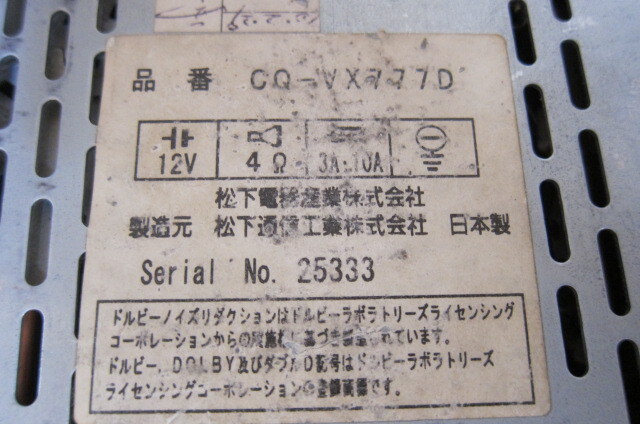 品番 CQ-VX777D
12V 4Ω 3A·10A
松下電器産業株式会社
製造元 松下通信工業株式会社 日本製
Serial No. 25333
ドルビーノイズリダクションはドルビーラボラトリーズライセンシング
コーポレーションからの実施権に基づき製造されています。
ドルビー、DOLBY及びダブルD記号はドルビーラボラトリーズ
ライセンシングコーポレーションの登録商標です。